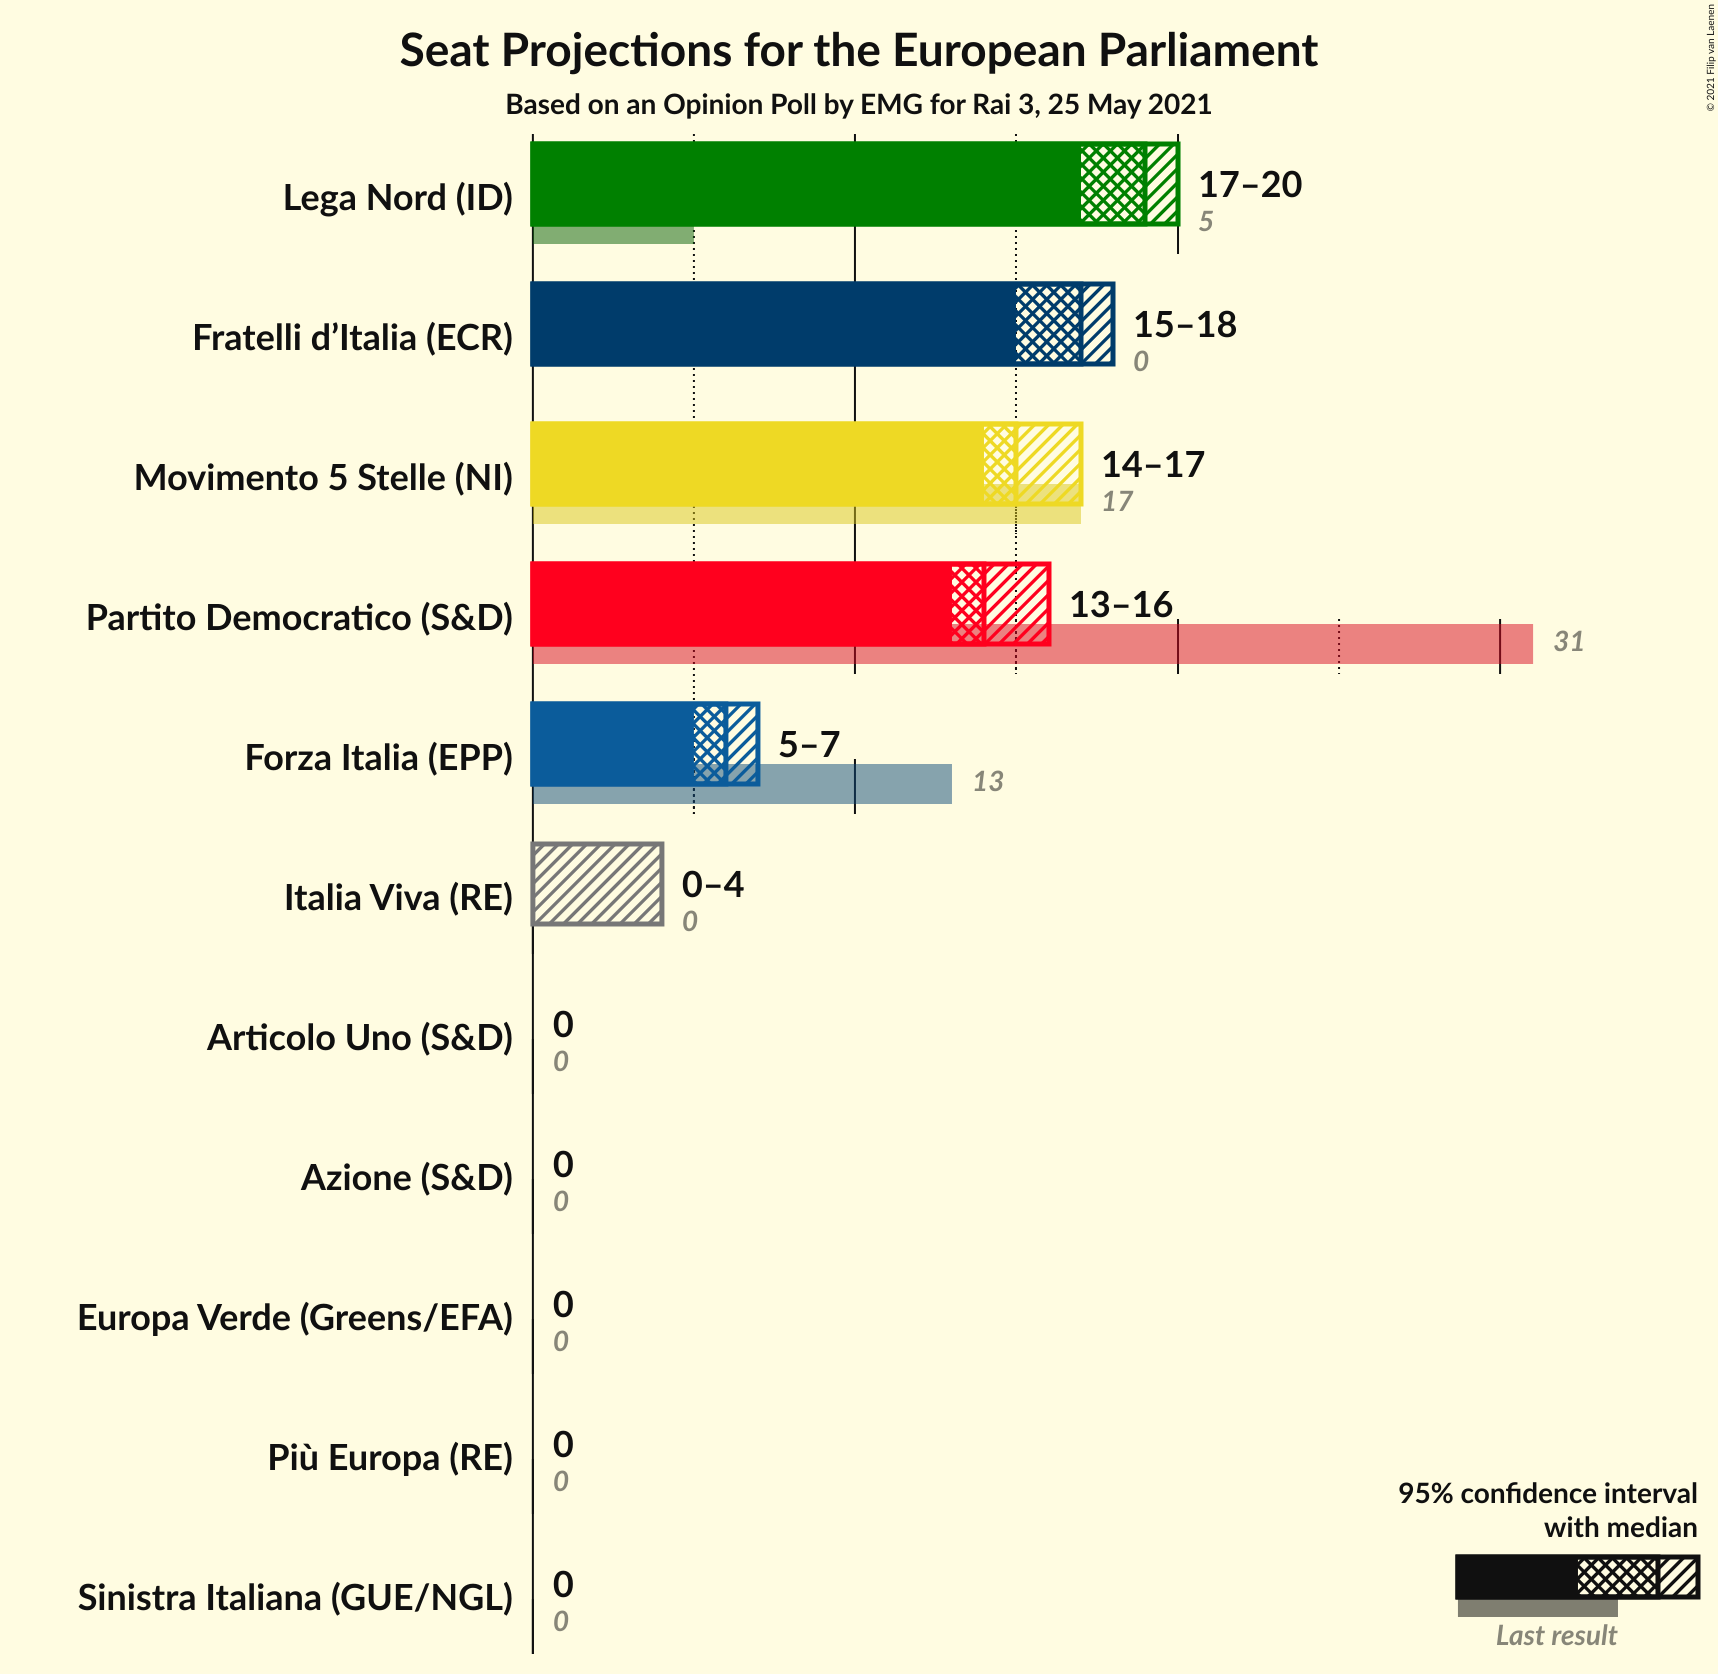 Seat Projections for the European Parliament
Based on an Opinion Poll by EMG for Rai 3, 25 May 2021
© 2021 Filip van Laenen
Lega Nord (ID)
17–20
5
Fratelli d’Italia (ECR)
15–18
0
Movimento 5 Stelle (NI)
14–17
17
Partito Democratico (S&D)
13–16
31
Forza Italia (EPP)
5–7
13
Italia Viva (RE)
0–4
0
Articolo Uno (S&D)
0
0
Azione (S&D)
0
0
Europa Verde (Greens/EFA)
0
0
Più Europa (RE)
0
0
Sinistra Italiana (GUE/NGL)
0
0
95% confidence interval
with median
Last result